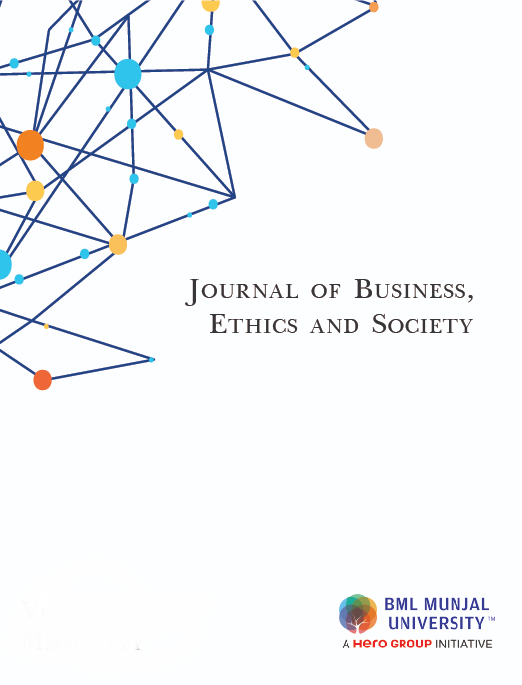 JOURNAL OF BUSINESS,
ETHICS AND SOCIETY
BML MUNJAL
UNIVERSITY™
A Hero GROUP INITIATIVE